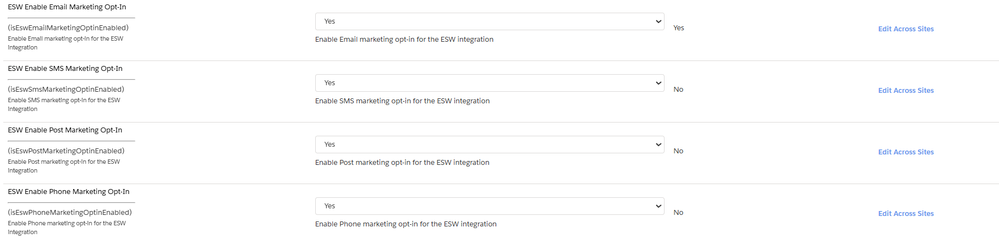 ESW Enable Email Marketing Opt-In
(isEswEmailMarketingOptinEnabled)
Enable Email marketing opt-in for the ESW
Integration
Yes
Enable Email marketing opt-in for the ESW integration
Yes
Edit Across Sites
ESW Enable SMS Marketing Opt-In
(isEswSmsMarketingOptinEnabled)
Enable SMS marketing opt-in for the ESW
Integration
Yes
Enable SMS marketing opt-in for the ESW integration
No
Edit Across Sites
ESW Enable Post Marketing Opt-In
(isEswPostMarketingOptinEnabled)
Enable Post marketing opt-in for the ESW
Integration
Yes
Enable Post marketing opt-in for the ESW integration
No
Edit Across Sites
ESW Enable Phone Marketing Opt-In
(isEswPhoneMarketingOptinEnabled)
Enable Phone marketing opt-in for the ESW
Integration
Yes
Enable Phone marketing opt-in for the ESW integration
No
Edit Across Sites